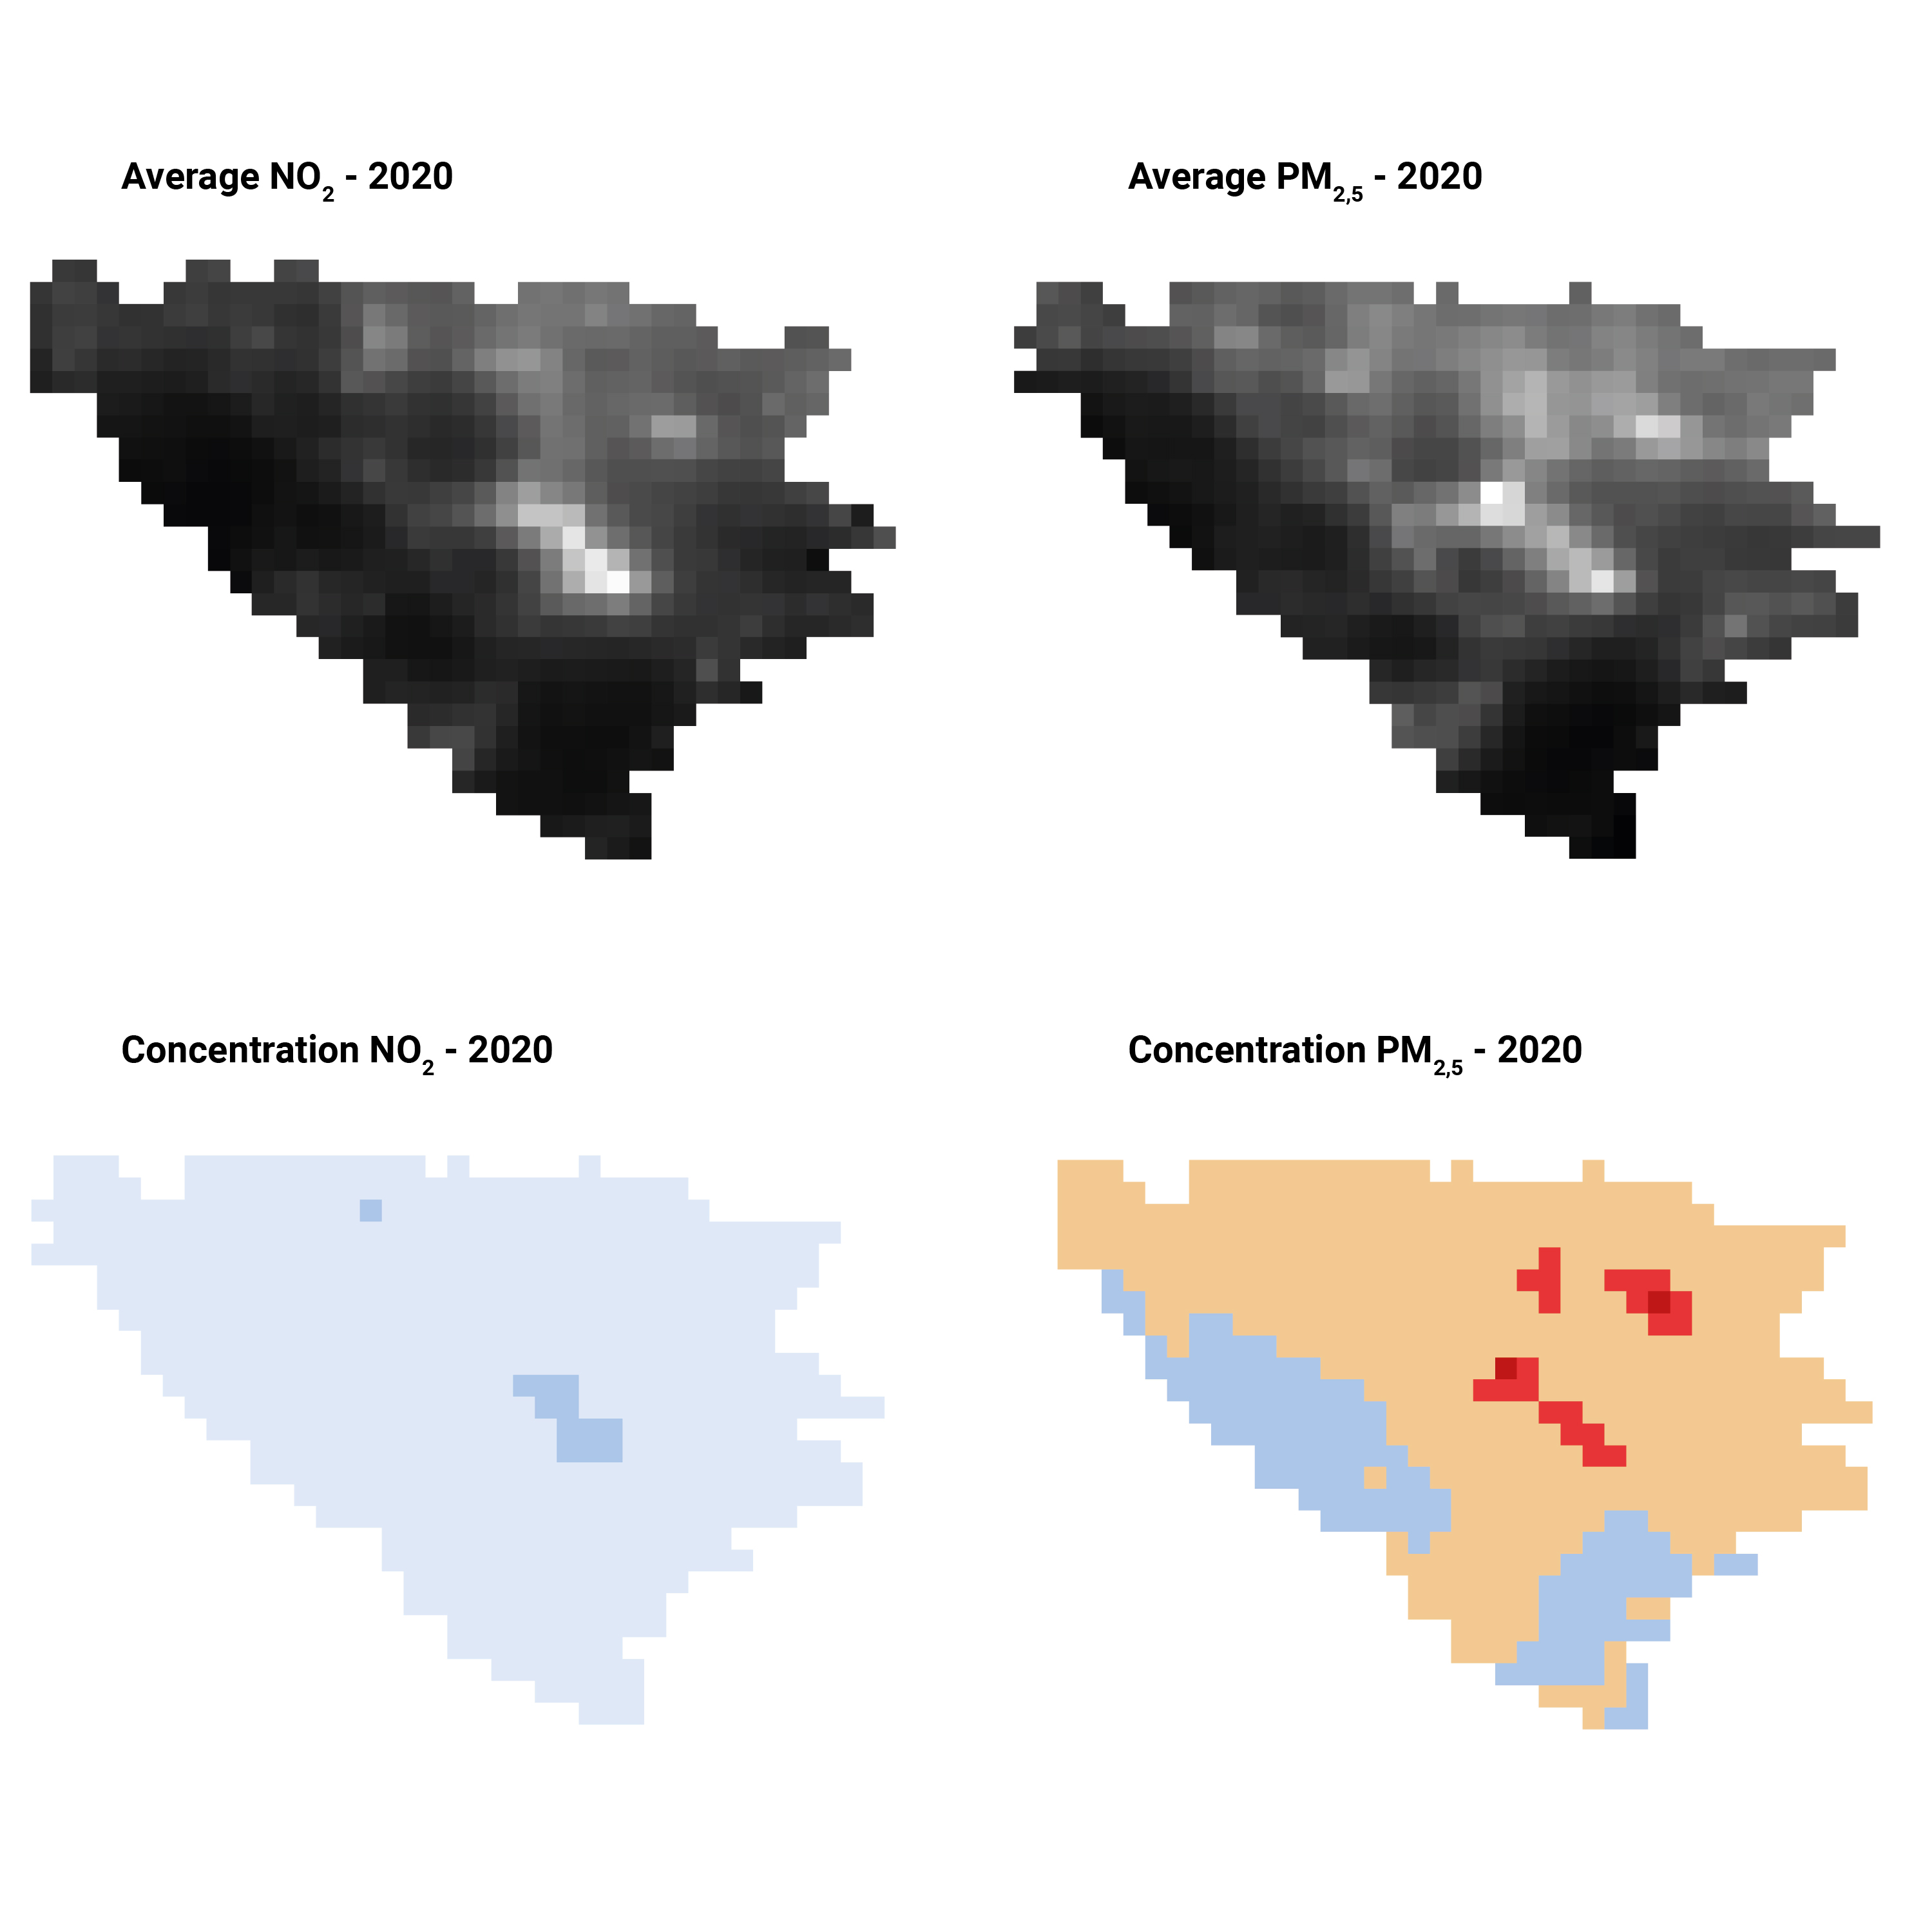 Average NO₂ - 2020
Average PM₂,₅ - 2020
Concentration NO₂ - 2020
Concentration PM₂,₅ - 2020